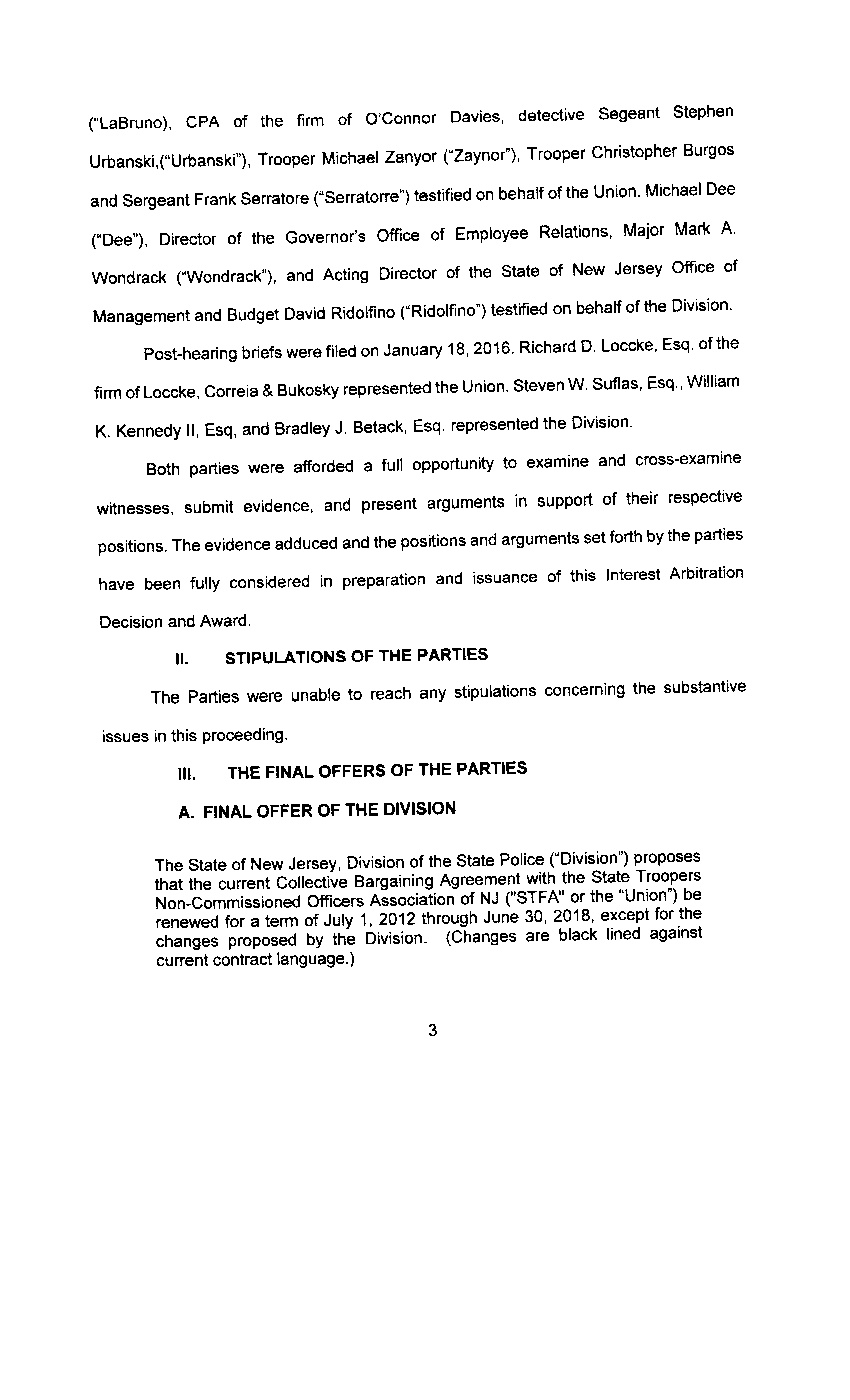 ("LaBruno), CPA of the firm of O'Connor Davies, detective Segeant Stephen
Urbanski,("Urbanski"), Trooper Michael Zanyor ("Zaynor"), Trooper Christopher Burgos
and Sergeant Frank Serratore ("Serratorre") testified on behalf of the Union. Michael Dee
("Dee"), Director of the Governor's Office of Employee Relations, Major Mark A.
Wondrack ("Wondrack"), and Acting Director of the State of New Jersey Office of
Management and Budget David Ridolfino ("Ridolfino") testified on behalf of the Division.
Post-hearing briefs were filed on January 18, 2016. Richard D. Loccke, Esq. of the
firm of Loccke, Correia & Bukosky represented the Union. Steven W. Suflas, Esq., William
K. Kennedy II, Esq, and Bradley J. Betack, Esq. represented the Division.
Both parties were afforded a full opportunity to examine and cross-examine
witnesses, submit evidence, and present arguments in support of their respective
positions. The evidence adduced and the positions and arguments set forth by the parties
have been fully considered in preparation and issuance of this Interest Arbitration
Decision and Award.
II. STIPULATIONS OF THE PARTIES
The Parties were unable to reach any stipulations concerning the substantive
issues in this proceeding.
III. THE FINAL OFFERS OF THE PARTIES
A. FINAL OFFER OF THE DIVISION
The State of New Jersey, Division of the State Police ("Division") proposes
that the current Collective Bargaining Agreement with the State Troopers
Non-Commissioned Officers Association of NJ ("STFA" or the "Union") be
renewed for a term of July 1, 2012 through June 30, 2018, except for the
changes proposed by the Division. (Changes are black lined against
current contract language.)
3